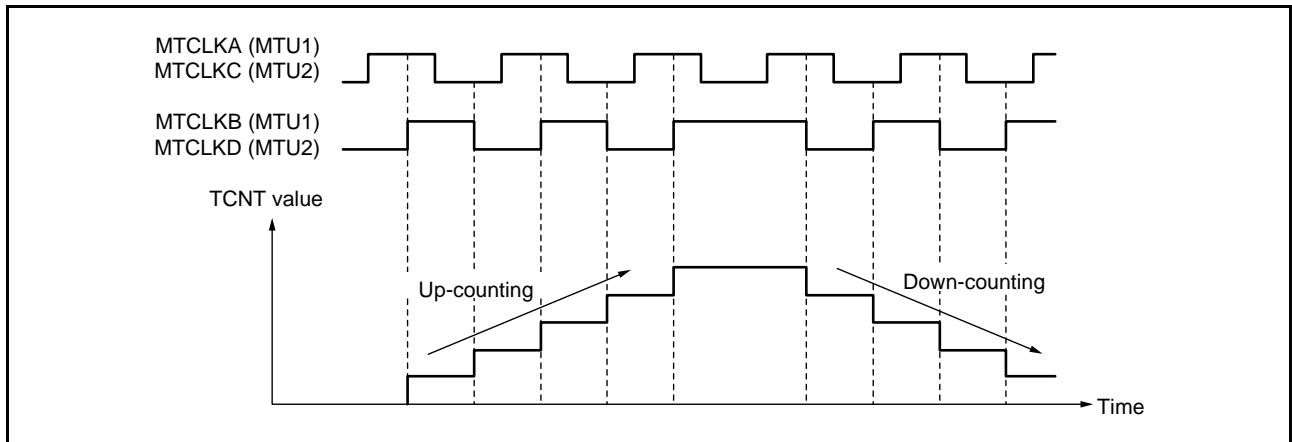 MTCLKA (MTU1)
MTCLKC (MTU2)
MTCLKB (MTU1)
MTCLKD (MTU2)
TCNT value
Up-counting
Down-counting
Time